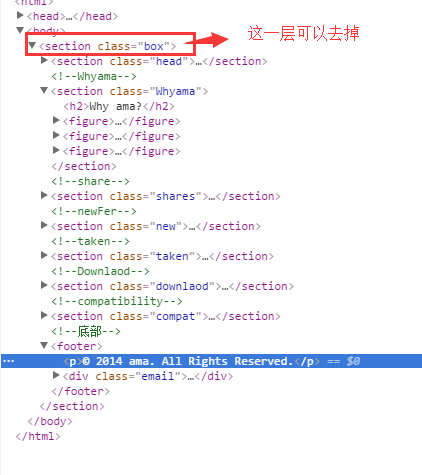 <html>
<head>…</head>
<body>
<section class="box"> 这一层可以去掉
<section class="head">…</section>
<!--Whyama-->
<section class="Whyama">
<h2>Why ama?</h2>
<figure>…</figure>
<figure>…</figure>
<figure>…</figure>
</section>
<!--share-->
<section class="shares">…</section>
<!--newFer-->
<section class="new">…</section>
<!--taken-->
<section class="taken">…</section>
<!--Downlaod-->
<section class="downlaod">…</section>
<!--compatibility-->
<section class="compat">…</section>
<!--底部-->
<footer>
… <p>© 2014 ama. All Rights Reserved.</p> == $0
<div class="email">…</div>
</footer>
</section>
</body>
</html>